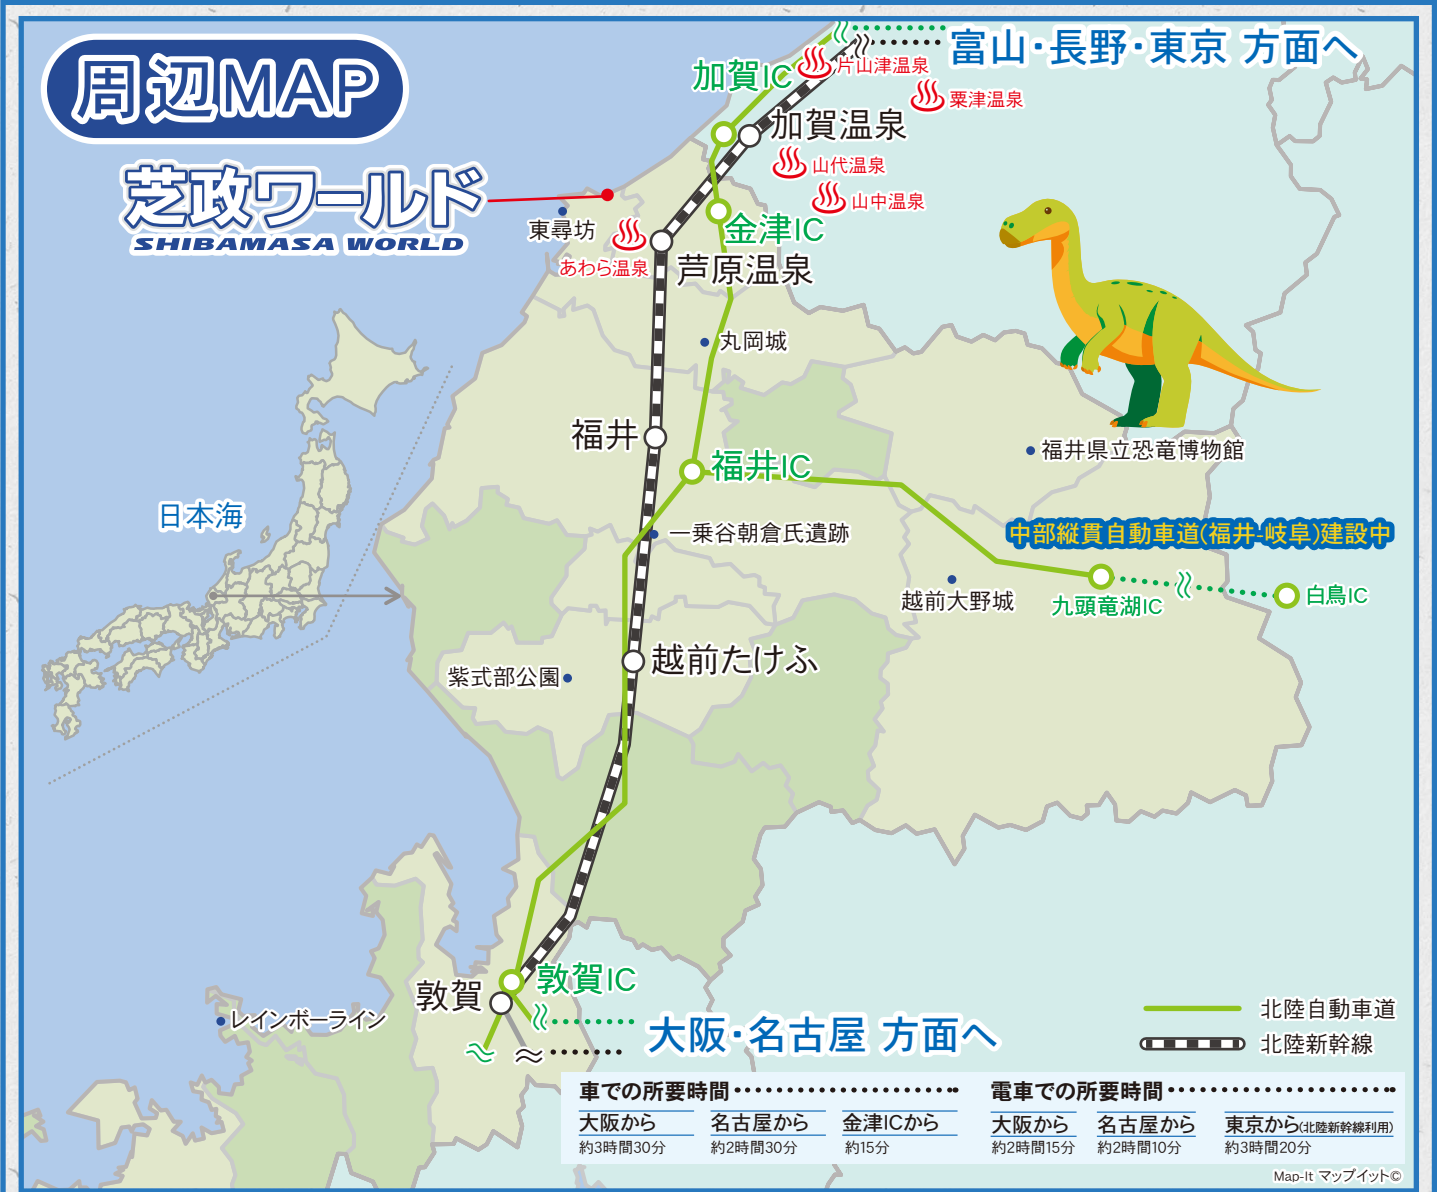 周辺MAP
富山・長野・東京 方面へ
加賀IC
片山津温泉
粟津温泉
加賀温泉
山代温泉
山中温泉
芝政ワールド
SHIBAMASA WORLD
東尋坊
金津IC
あわら温泉
芦原温泉
丸岡城
福井
福井IC
福井県立恐竜博物館
日本海
一乗谷朝倉氏遺跡
中部縦貫自動車道(福井-岐阜)建設中
越前大野城
九頭竜湖IC
白鳥IC
越前たけふ
紫式部公園
敦賀IC
敦賀
レインボーライン
大阪・名古屋 方面へ
北陸自動車道
北陸新幹線
車での所要時間
大阪から 名古屋から 金津ICから
約3時間30分 約2時間30分 約15分
電車での所要時間
大阪から 名古屋から 東京から(北陸新幹線利用)
約2時間15分 約2時間10分 約3時間20分
Map-It マップイット©